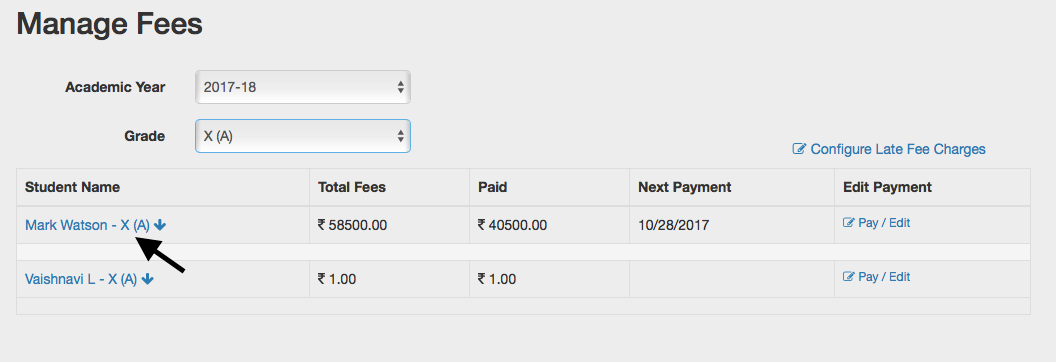 Manage Fees
Academic Year 2017-18
Grade X (A)
Configure Late Fee Charges
Student Name Total Fees Paid Next Payment Edit Payment
Mark Watson - X (A) ₹ 58500.00 ₹ 40500.00 10/28/2017 Pay / Edit
Vaishnavi L - X (A) ₹ 1.00 ₹ 1.00 Pay / Edit